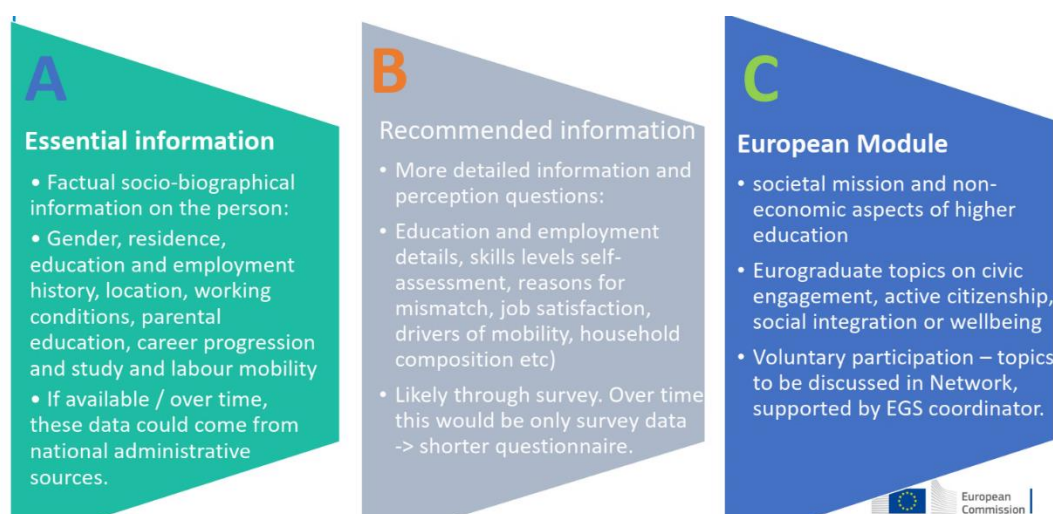 A
Essential information
• Factual socio-biographical
information on the person:
• Gender, residence,
education and employment
history, location, working
conditions, parental
education, career progression
and study and labour mobility
• If available / over time,
these data could come from
national administrative
sources.
B
Recommended information
• More detailed information and
perception questions:
• Education and employment
details, skills levels self-
assessment, reasons for
mismatch, job satisfaction,
drivers of mobility, household
composition etc)
• Likely through survey. Over time
this would be only survey data
-> shorter questionnaire.
C
European Module
• societal mission and non-
economic aspects of higher
education
• Eurograduate topics on civic
engagement, active citizenship,
social integration or wellbeing
• Voluntary participation – topics
to be discussed in Network,
supported by EGS coordinator.
European
Commission